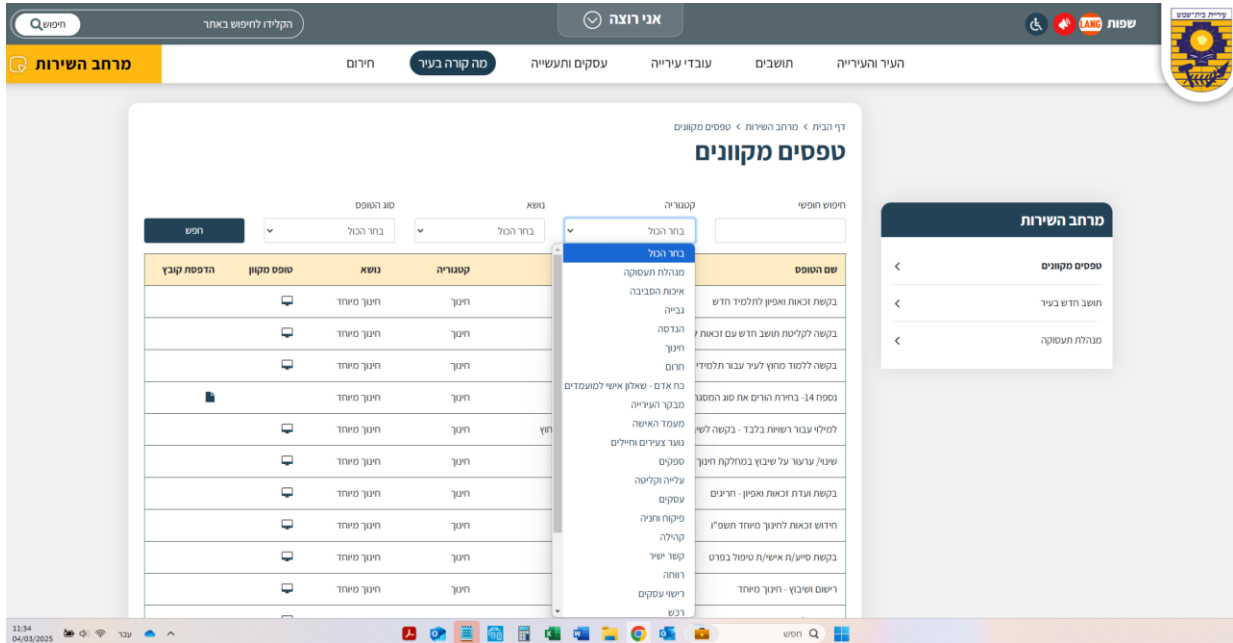 עיריית בית-שמש
שפות
LANG
אני רוצה
הקלידו לחיפוש באתר
חיפוש
העיר והעירייה
תושבים
עובדי עירייה
עסקים ותעשייה
מה קורה בעיר
חירום
מרחב השירות
דף הבית > מרחב השירות > טפסים מקוונים
טפסים מקוונים
מרחב השירות
טפסים מקוונים
תושב חדש בעיר
מנהלת תעסוקה
חיפוש חופשי
קטגוריה
נושא
סוג הטופס
בחר הכול
בחר הכול
בחר הכול
חפש
בחר הכול
מנהלת תעסוקה
איכות הסביבה
גבייה
הנדסה
חינוך
חרום
כח אדם - שאלון אישי למועמדים
מבקר העירייה
מעמד האישה
נוער צעירים וחיילים
ספקים
עלייה וקליטה
עסקים
פיקוח וחניה
קהילה
קשר ישיר
רווחה
רישוי עסקים
רכש
שם הטופס קטגוריה נושא טופס מקוון הדפסת קובץ
בקשת זכאות ואפיון לתלמיד חדש חינוך חינוך מיוחד
בקשה לקליטת תושב חדש עם זכאות חינוך חינוך מיוחד
בקשה ללמוד מחוץ לעיר עבור תלמידי חינוך חינוך מיוחד
נספח 14- בחירת הורים את סוג חינוך חינוך מיוחד
למילוי עבור רשויות בלבד - בקשה חינוך חינוך מיוחד
שינוי/ ערעור על שיבוץ במחלקת חינוך חינוך חינוך מיוחד
בקשת ועדת זכאות ואפיון - חריגים חינוך חינוך מיוחד
חידוש זכאות לחינוך מיוחד תשפ"ו חינוך חינוך מיוחד
בקשת סייע/ת אישי/ת טיפול בפרט חינוך חינוך מיוחד
רישום ושיבוץ - חינוך מיוחד חינוך חינוך מיוחד
חפש
עבר
11:34
04/03/2025